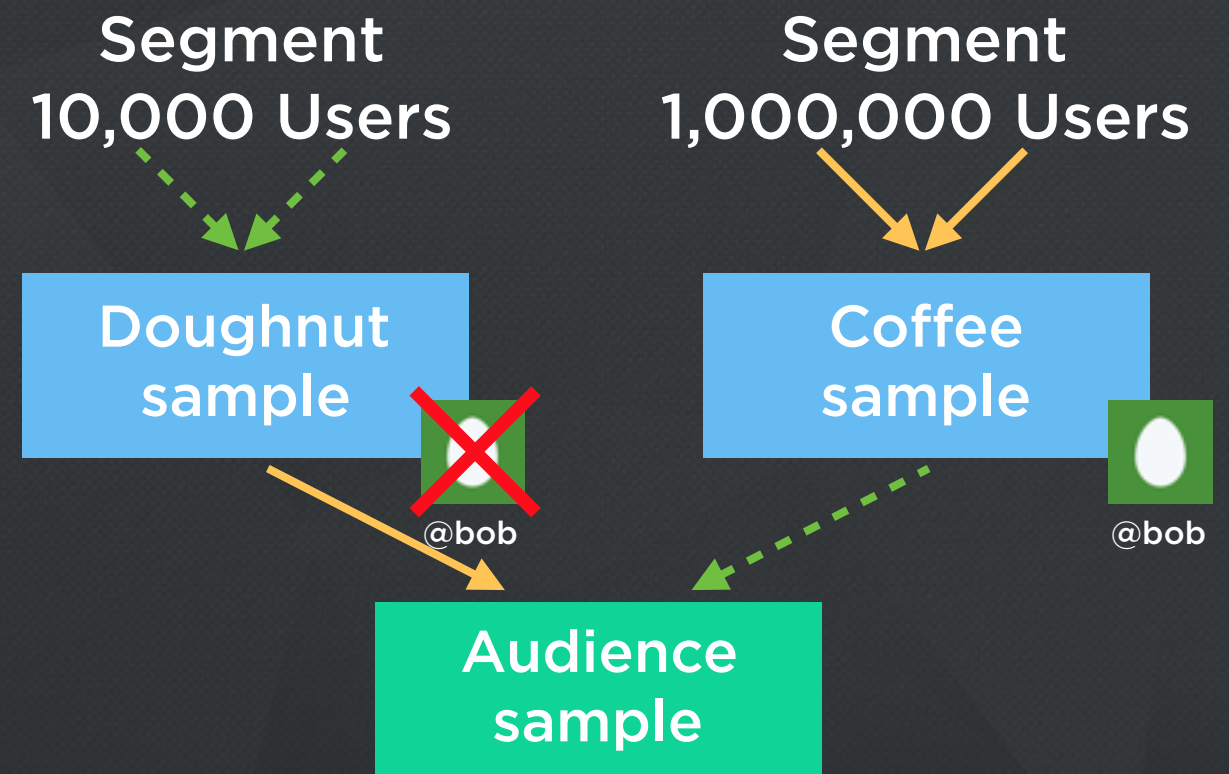 Segment
10,000 Users
Segment
1,000,000 Users
Doughnut
sample
Coffee
sample
@bob
@bob
Audience
sample